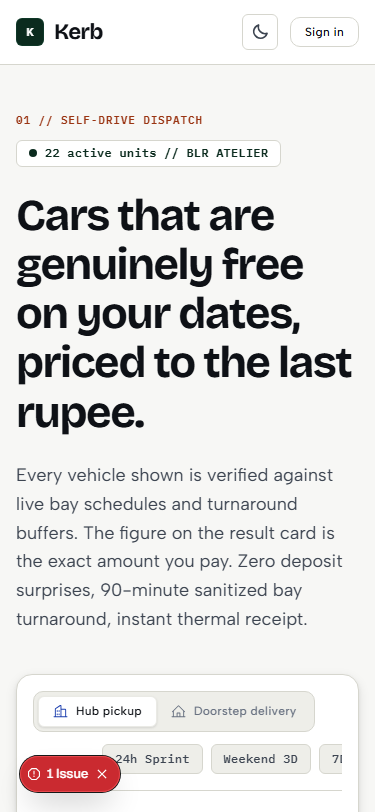 K Kerb Sign in
01 // SELF-DRIVE DISPATCH
22 active units // BLR ATELIER
Cars that are
genuinely free
on your dates,
priced to the last
rupee.
Every vehicle shown is verified against
live bay schedules and turnaround
buffers. The figure on the result card is
the exact amount you pay. Zero deposit
surprises, 90-minute sanitized bay
turnaround, instant thermal receipt.
Hub pickup Doorstep delivery
24h Sprint Weekend 3D
1 Issue